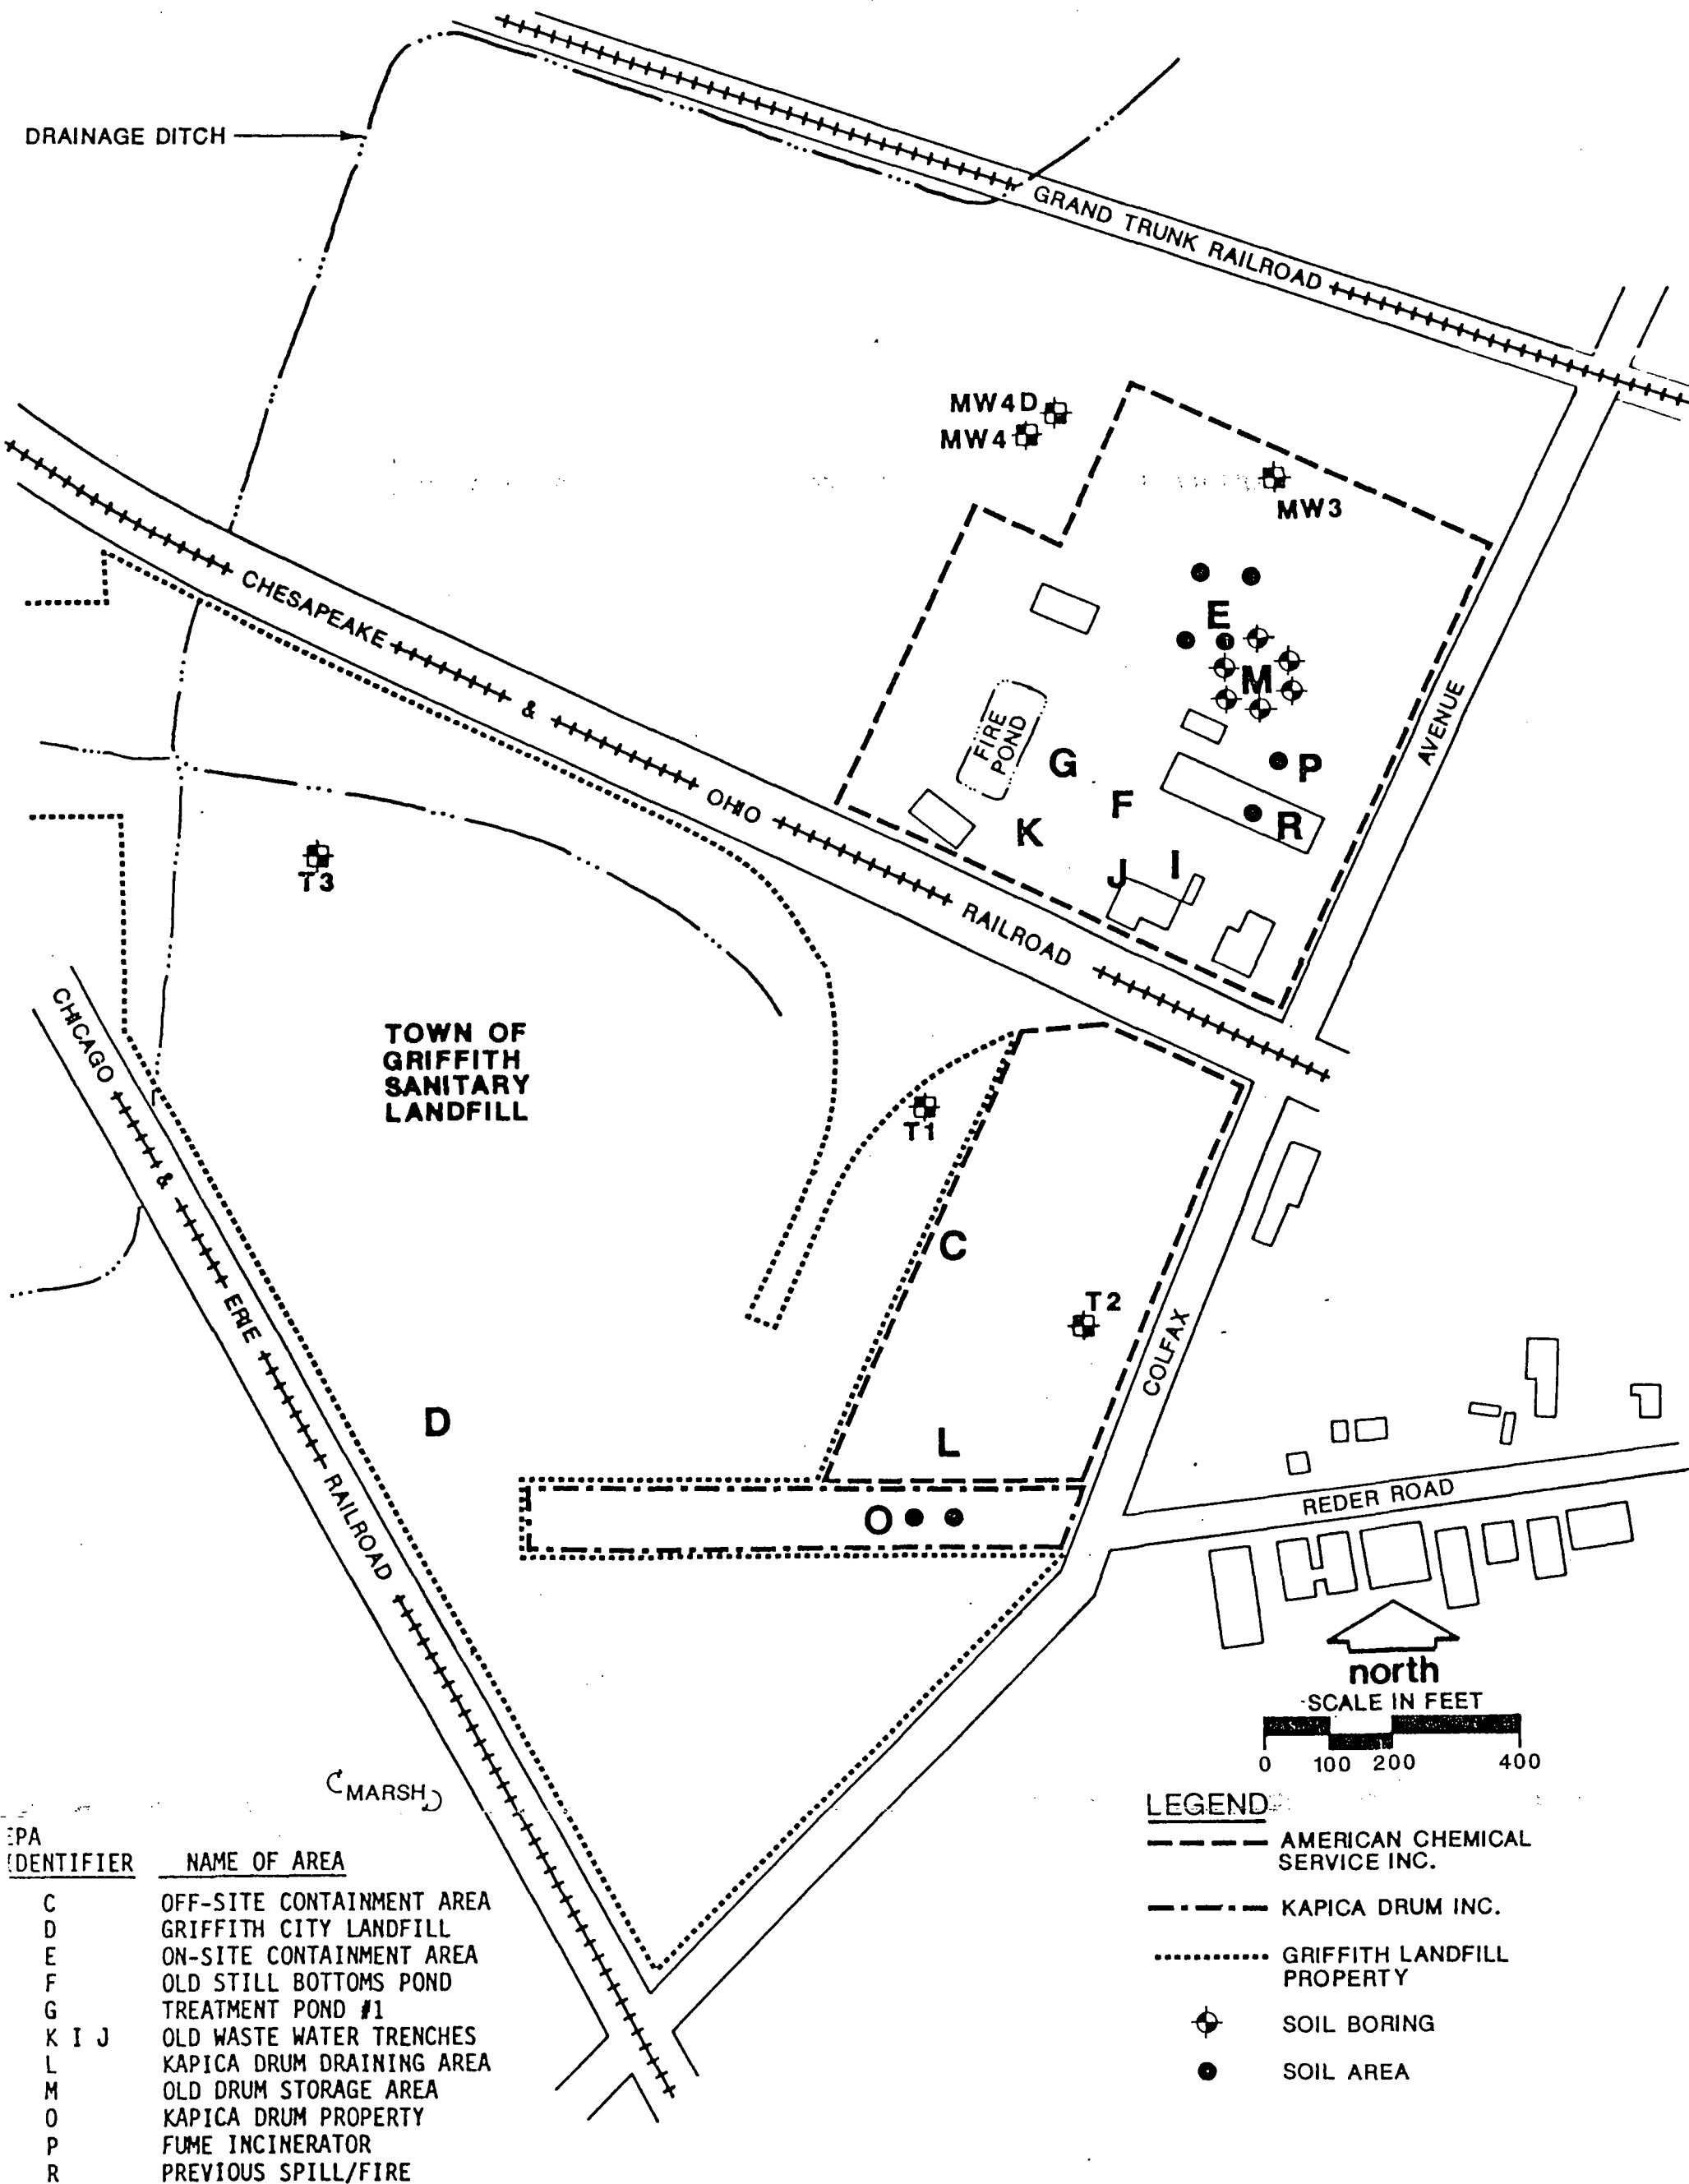 DRAINAGE DITCH
GRAND TRUNK RAILROAD
MW4D
MW4
MW3
CHESAPEAKE & OHIO RAILROAD
E
M
FIRE
POND
G
P
F
K
R
J
I
AVENUE
T3
CHICAGO & ERIE RAILROAD
TOWN OF
GRIFFITH
SANITARY
LANDFILL
T1
C
T2
COLFAX
D
L
O
REDER ROAD
north
SCALE IN FEET
0 100 200 400
MARSH
LEGEND
AMERICAN CHEMICAL
SERVICE INC.
KAPICA DRUM INC.
GRIFFITH LANDFILL
PROPERTY
SOIL BORING
SOIL AREA
EPA
IDENTIFIER NAME OF AREA
C OFF-SITE CONTAINMENT AREA
D GRIFFITH CITY LANDFILL
E ON-SITE CONTAINMENT AREA
F OLD STILL BOTTOMS POND
G TREATMENT POND #1
K I J OLD WASTE WATER TRENCHES
L KAPICA DRUM DRAINING AREA
M OLD DRUM STORAGE AREA
O KAPICA DRUM PROPERTY
P FUME INCINERATOR
R PREVIOUS SPILL/FIRE